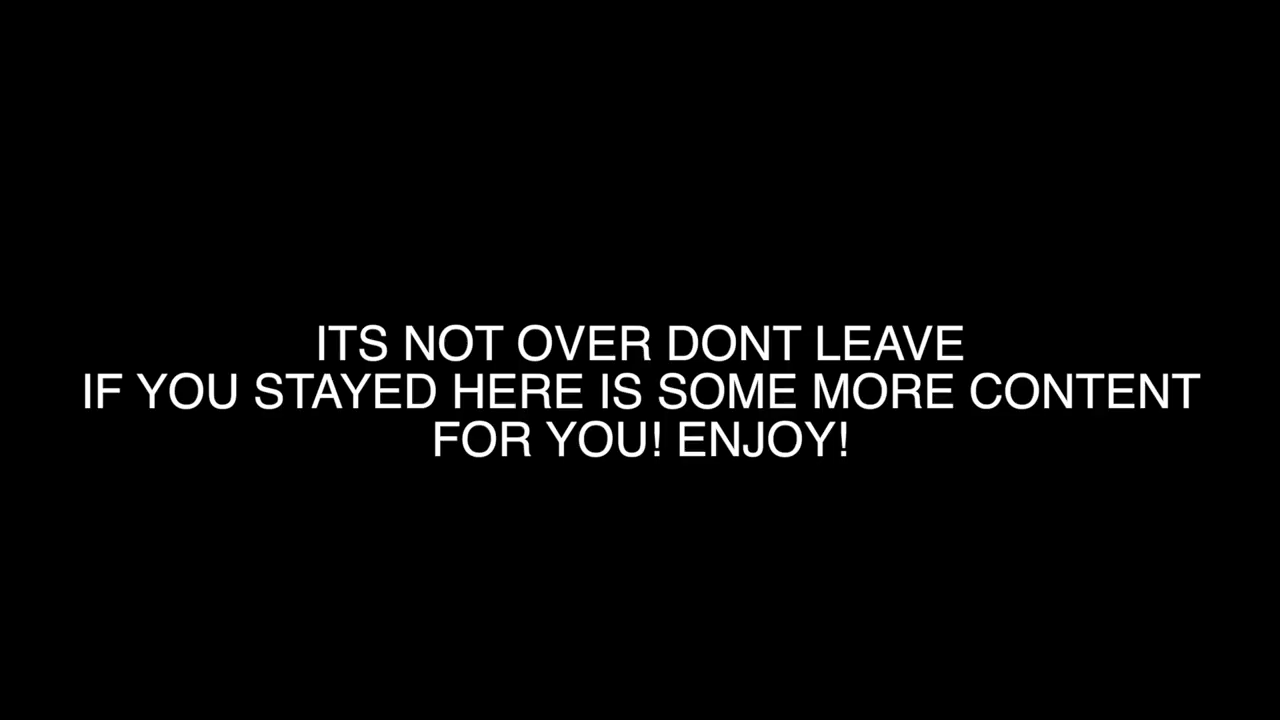 ITS NOT OVER DONT LEAVE
IF YOU STAYED HERE IS SOME MORE CONTENT
FOR YOU! ENJOY!